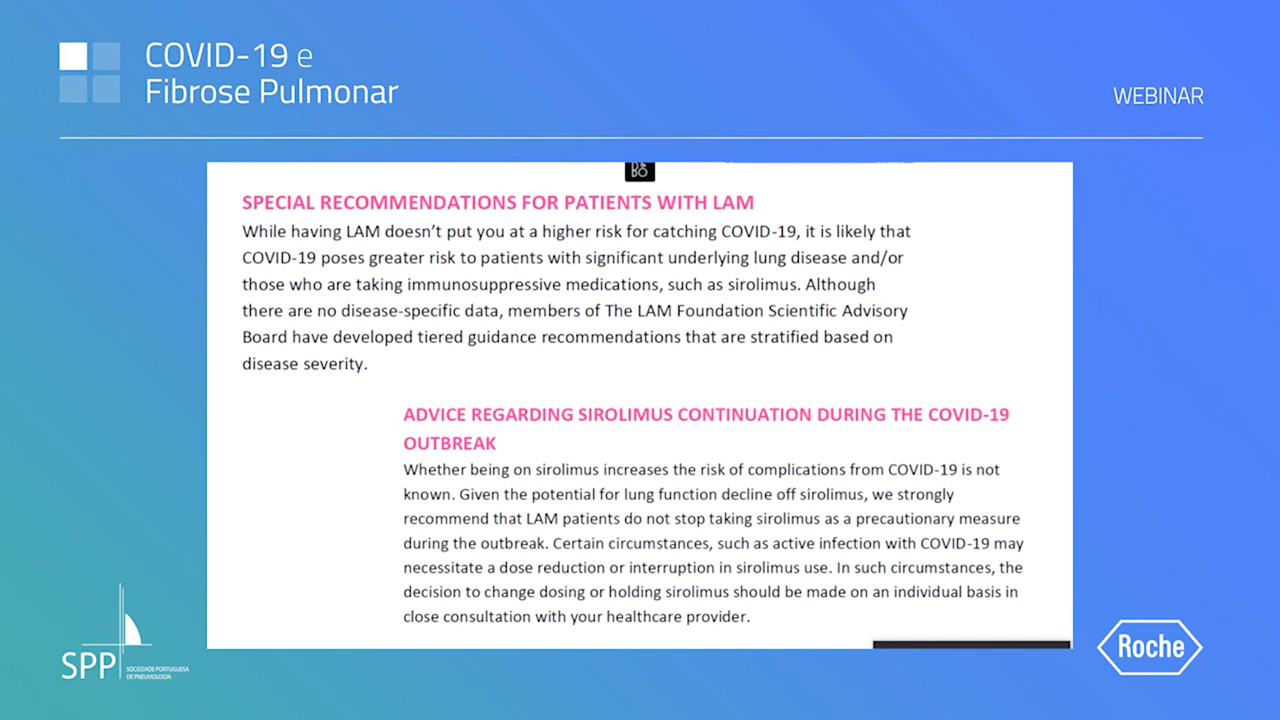 COVID-19 e
Fibrose Pulmonar
WEBINAR
SPECIAL RECOMMENDATIONS FOR PATIENTS WITH LAM
While having LAM doesn't put you at a higher risk for catching COVID-19, it is likely that
COVID-19 poses greater risk to patients with significant underlying lung disease and/or
those who are taking immunosuppressive medications, such as sirolimus. Although
there are no disease-specific data, members of The LAM Foundation Scientific Advisory
Board have developed tiered guidance recommendations that are stratified based on
disease severity.
ADVICE REGARDING SIROLIMUS CONTINUATION DURING THE COVID-19
OUTBREAK
Whether being on sirolimus increases the risk of complications from COVID-19 is not
known. Given the potential for lung function decline off sirolimus, we strongly
recommend that LAM patients do not stop taking sirolimus as a precautionary measure
during the outbreak. Certain circumstances, such as active infection with COVID-19 may
necessitate a dose reduction or interruption in sirolimus use. In such circumstances, the
decision to change dosing or holding sirolimus should be made on an individual basis in
close consultation with your healthcare provider.
SPP
SOCIEDADE PORTUGUESA
DE PNEUMOLOGIA
Roche